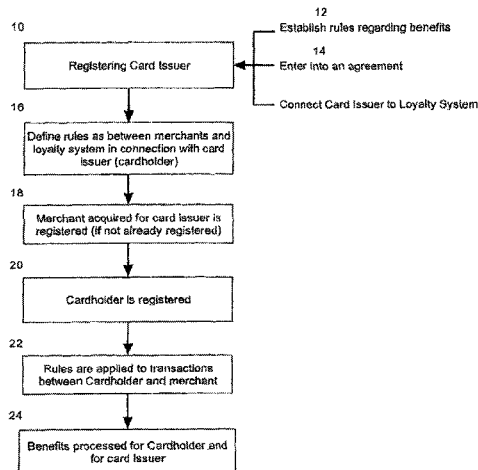 12
Establish rules regarding benefits
10
14
Registering Card Issuer
Enter into an agreement
Connect Card Issuer to Loyalty System
16
Define rules as between merchants and
loyalty system in connection with card
issuer (cardholder)
18
Merchant acquired for card issuer is
registered (if not already registered)
20
Cardholder is registered
22
Rules are applied to transactions
between Cardholder and merchant
24
Benefits processed for Cardholder and
for card Issuer